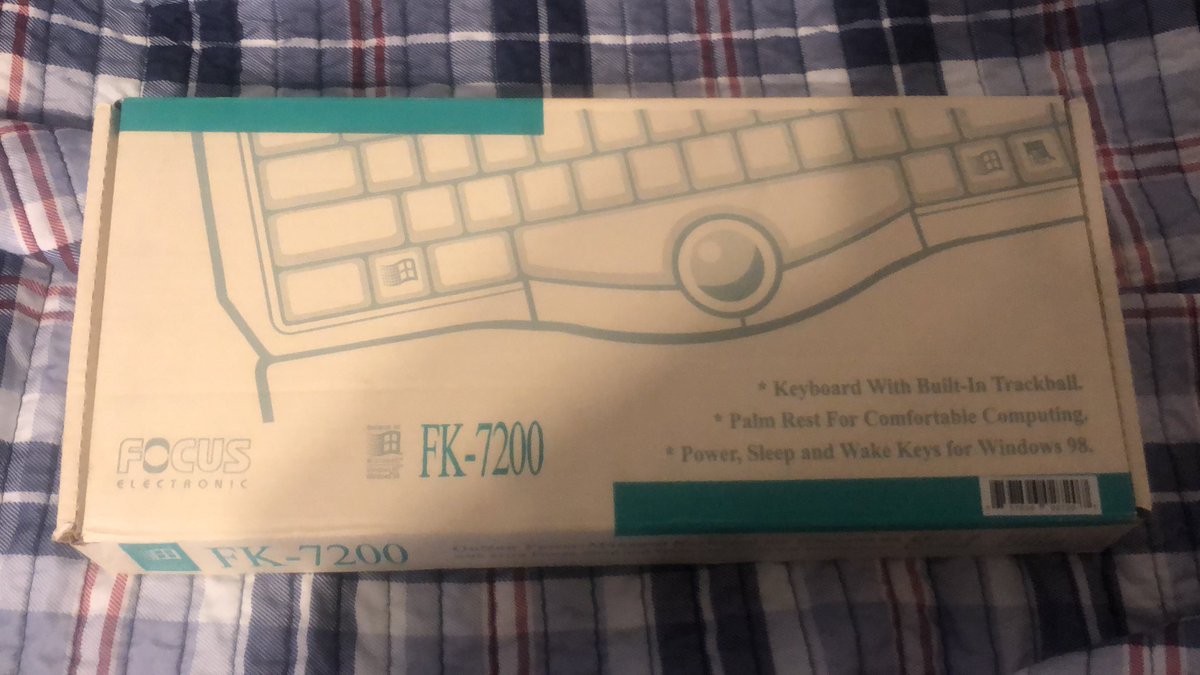 * Keyboard With Built-In Trackball.
* Palm Rest For Comfortable Computing.
* Power, Sleep and Wake Keys for Windows 98.
FOCUS
ELECTRONIC
FK-7200
FK-7200